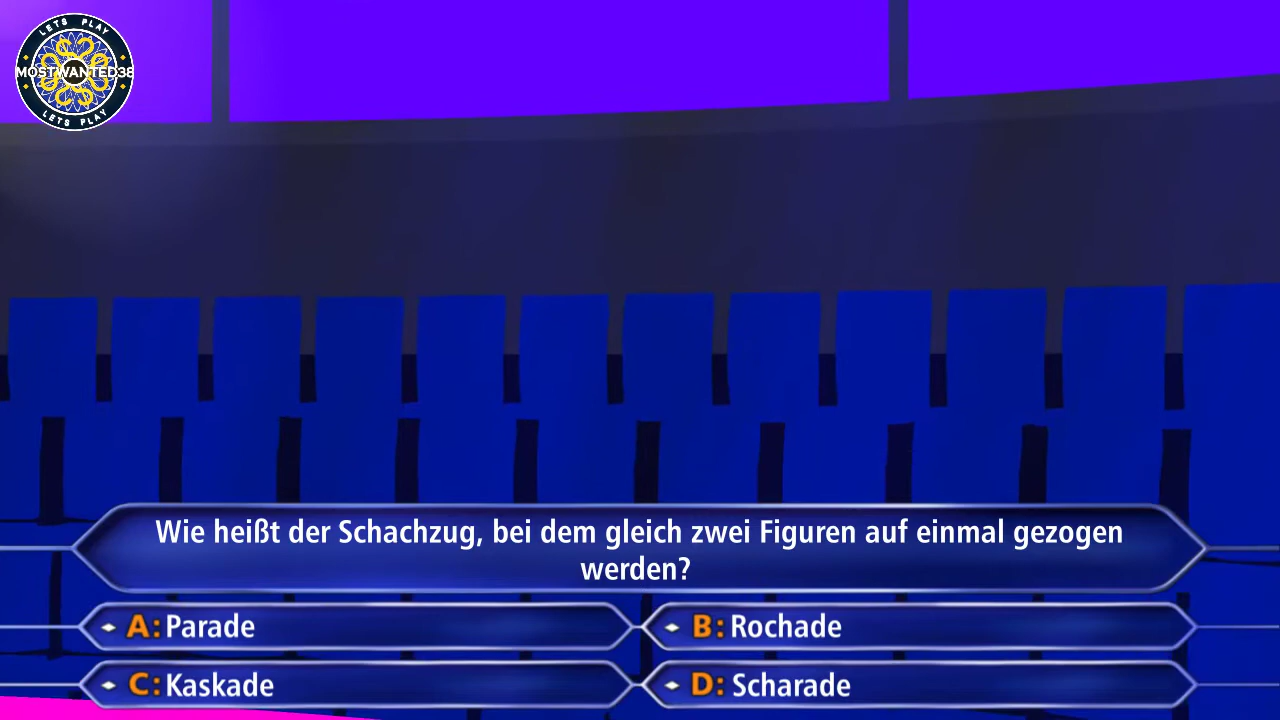 LETS PLAY
MOSTWANTED38
LETS PLAY
Wie heißt der Schachzug, bei dem gleich zwei Figuren auf einmal gezogen
werden?
A: Parade
B: Rochade
C: Kaskade
D: Scharade